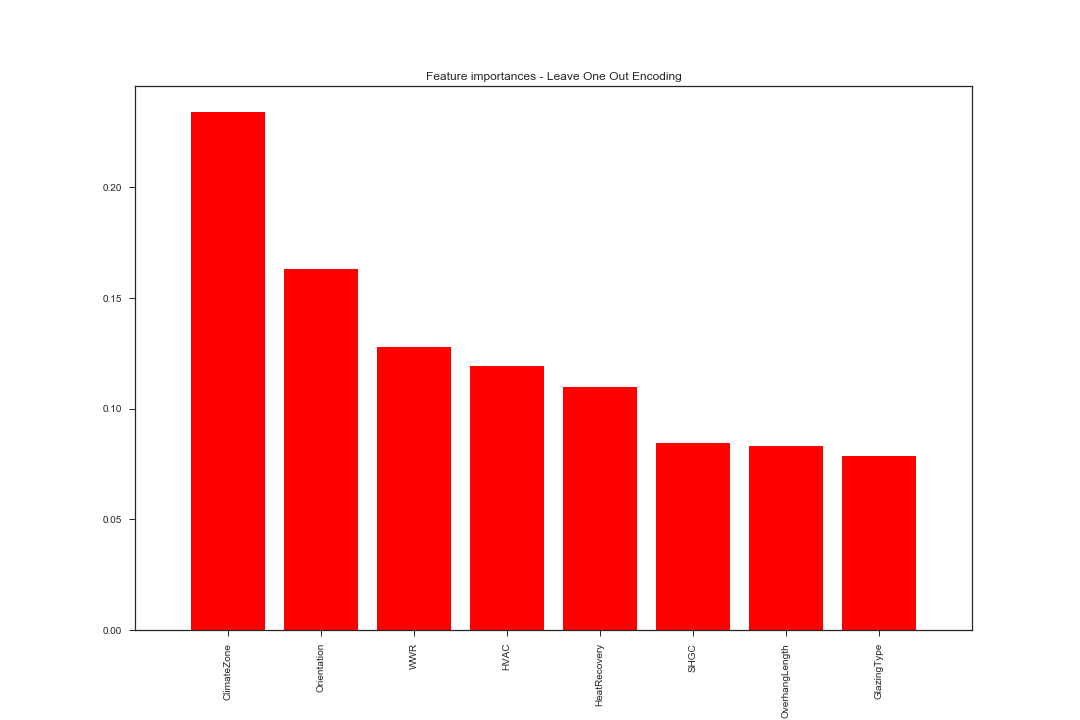 Feature importances - Leave One Out Encoding
0.20
0.15
0.10
0.05
0.00
ClimateZone
Orientation
WWR
HVAC
HeatRecovery
SHGC
OverhangLength
GlazingType